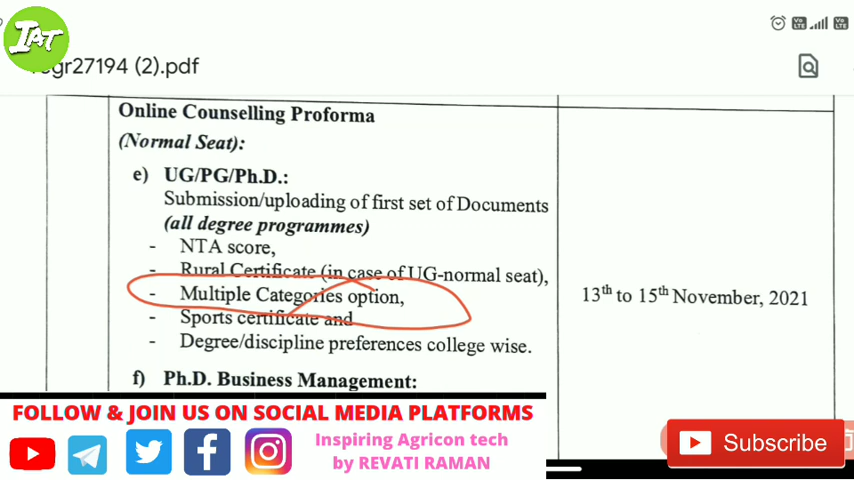 IAT
gr27194 (2).pdf
Online Counselling Proforma
(Normal Seat):
e) UG/PG/Ph.D.:
Submission/uploading of first set of Documents
(all degree programmes)
- NTA score,
- Rural Certificate (in case of UG-normal seat),
- Multiple Categories option,
- Sports certificate and
- Degree/discipline preferences college wise.
13th to 15th November, 2021
f) Ph.D. Business Management:
FOLLOW & JOIN US ON SOCIAL MEDIA PLATFORMS
Inspiring Agricon tech
by REVATI RAMAN
Subscribe